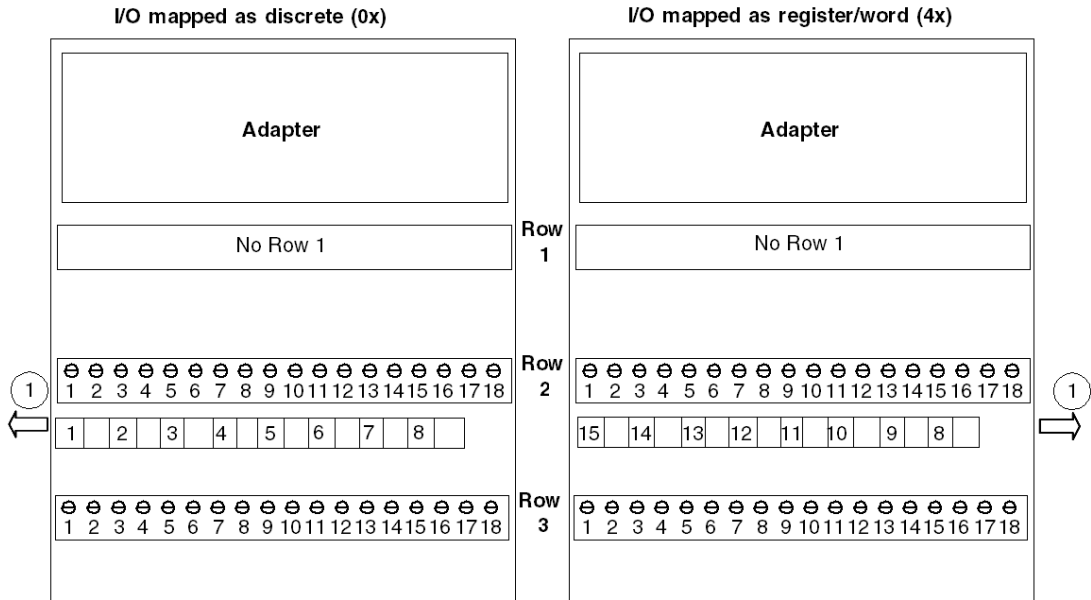 I/O mapped as discrete (0x)
I/O mapped as register/word (4x)
Adapter
Adapter
No Row 1
Row
1
No Row 1
1 2 3 4 5 6 7 8 9 10 11 12 13 14 15 16 17 18
Row
2
1 2 3 4 5 6 7 8 9 10 11 12 13 14 15 16 17 18
1
1
1 2 3 4 5 6 7 8
15 14 13 12 11 10 9 8
1 2 3 4 5 6 7 8 9 10 11 12 13 14 15 16 17 18
Row
3
1 2 3 4 5 6 7 8 9 10 11 12 13 14 15 16 17 18